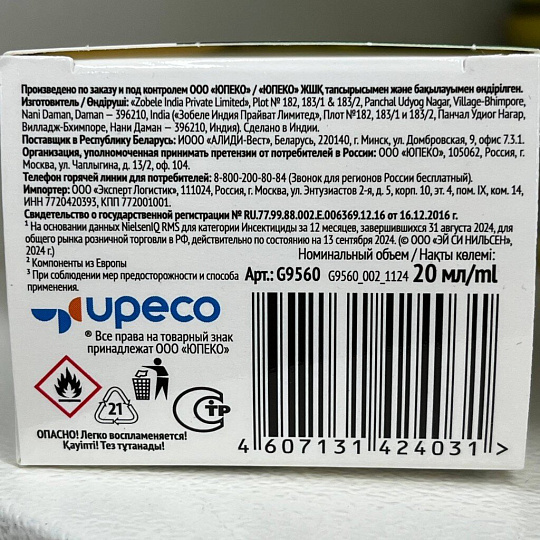 Произведено по заказу и под контролем ООО «ЮПЕКО» / «ЮПЕКО» ЖШҚ тапсырысымен және бақылауымен өндірілген.
Изготовитель / Өндіруші: «Zobele India Private Limited», Plot № 182, 183/1 & 183/2, Panchal Udyog Nagar, Village-Bhimpore,
Nani Daman, Daman — 396210, India («Зобеле Индия Прайват Лимитед», Плот №182,183/1 и 183/2, Панчал Удиог Нагар,
Вилладж-Бхимпоре, Нани Даман — 396210, Индия). Сделано в Индии.
Поставщик в Республику Беларусь: ИООО «АЛИДИ-Вест», Беларусь, 220140, г. Минск, ул. Домбровская, 9, офис 7.3.1.
Организация, уполномоченная принимать претензии от потребителей в России: ООО «ЮПЕКО», 105062, Россия, г.
Москва, ул. Чаплыгина, д. 13/2, оф. 102.
Телефон горячей линии для потребителей: 8-800-200-80-84 (Звонок для регионов России бесплатный).
Импортер: ООО «Эксперт Логистик», 111024, Россия, г. Москва, ул. Энтузиастов 2-я, д. 5, корп. 10, эт. 4, пом. IX, ком. 14,
ИНН 7720420393, КПП 772001001.
Свидетельство о государственной регистрации № RU.77.99.88.002.E.006369.12.16 от 16.12.2016 г.
¹ На основании данных NielsenIQ RMS для категории Инсектициды за 12 месяцев, завершившихся 31 августа 2024, для
общего рынка розничной торговли в РФ, действительно по состоянию на 13 сентября 2024. (© ООО «ЭЙ СИ НИЛЬСЕН»,
2024 г.)
² Компоненты из Европы
³ При соблюдении мер предосторожности и способа
применения.
Номинальный объем / Нақты көлемі:
Арт.: G9560 G9560_002_1124 20 мл/ml
upeco
® Все права на товарный знак
принадлежат ООО «ЮПЕКО»
21
СТР
ОПАСНО! Легко воспламеняется!
Қауіпті! Тез тұтанады!
4 607131 424031 >